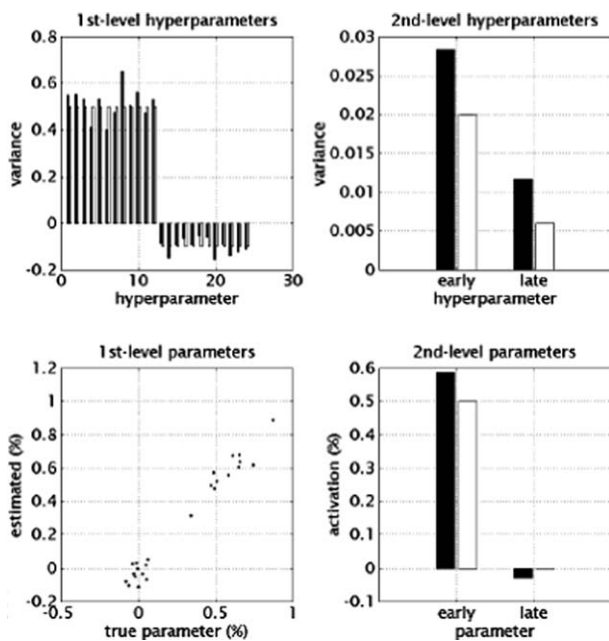 1st-level hyperparameters
0.8
0.6
0.4
0.2
0
-0.2
variance
0
10
20
30
hyperparameter
2nd-level hyperparameters
0.03
0.025
0.02
0.015
0.01
0.005
0
variance
early
late
hyperparameter
1st-level parameters
1.2
1
0.8
0.6
0.4
0.2
0
-0.2
estimated (%)
-0.5
0
0.5
1
true parameter (%)
2nd-level parameters
0.6
0.5
0.4
0.3
0.2
0.1
0
-0.1
activation (%)
early
late
parameter